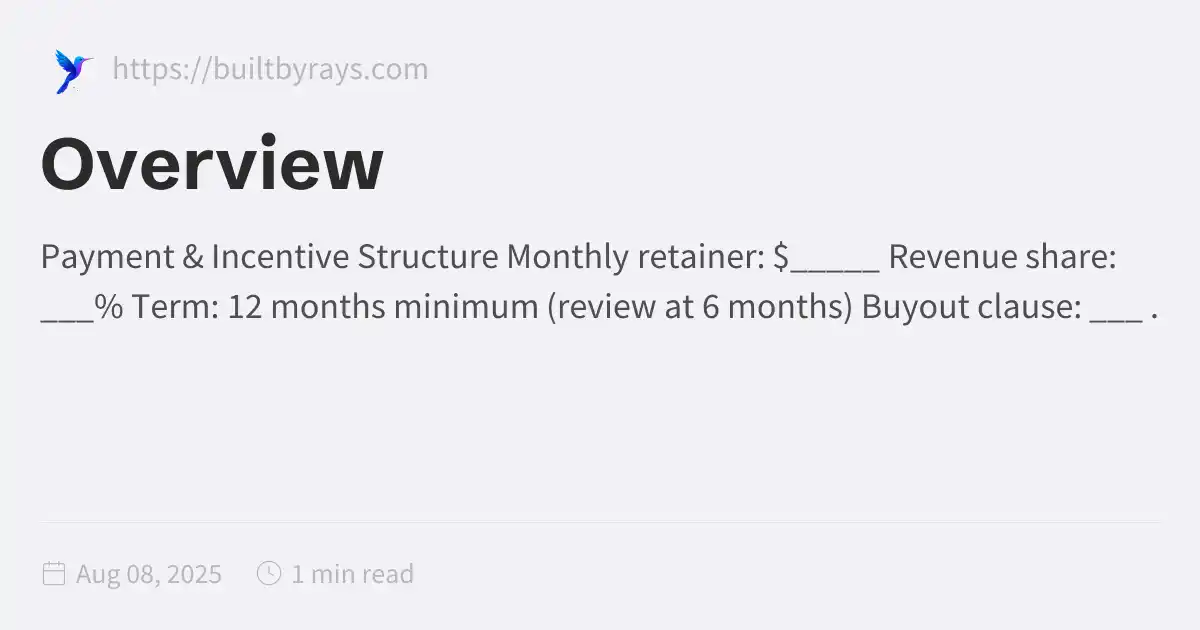 https://builtbyrays.com
Overview
Payment & Incentive Structure Monthly retainer: $_____ Revenue share:
___% Term: 12 months minimum (review at 6 months) Buyout clause: ___ .
Aug 08, 2025 1 min read